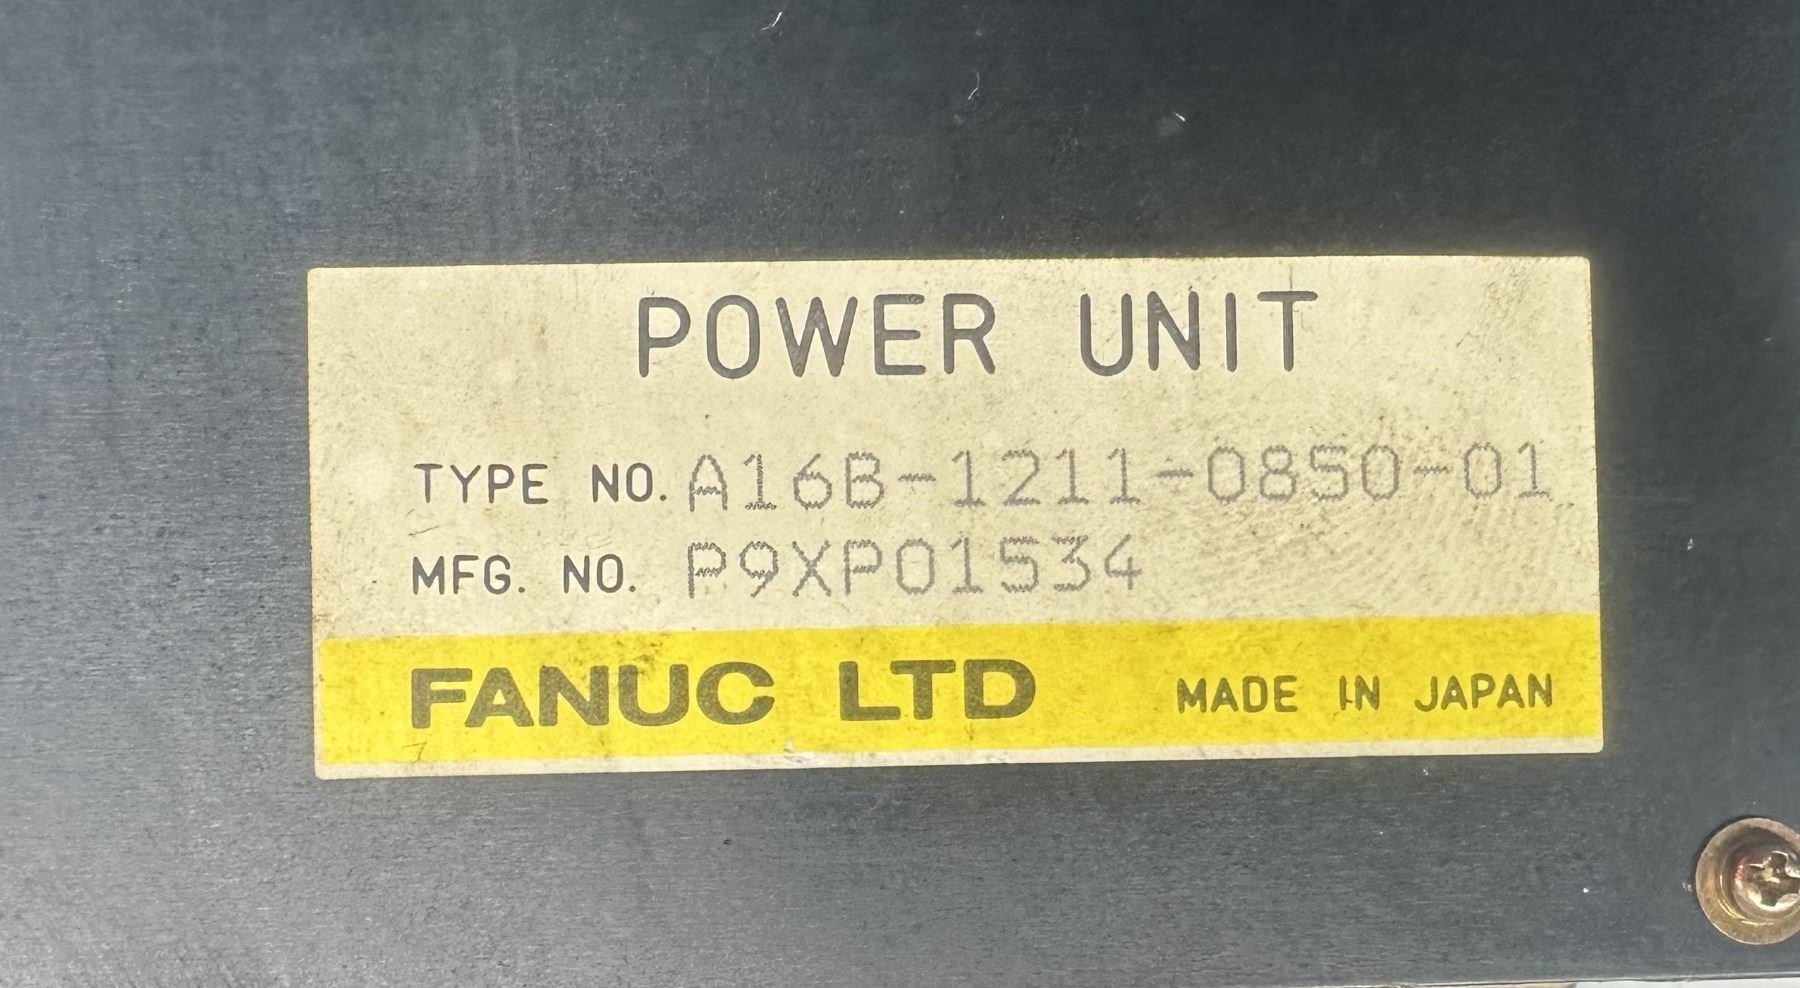 POWER UNIT
TYPE NO. A16B-1211-0850-01
MFG. NO. P9XP01534
FANUC LTD MADE IN JAPAN